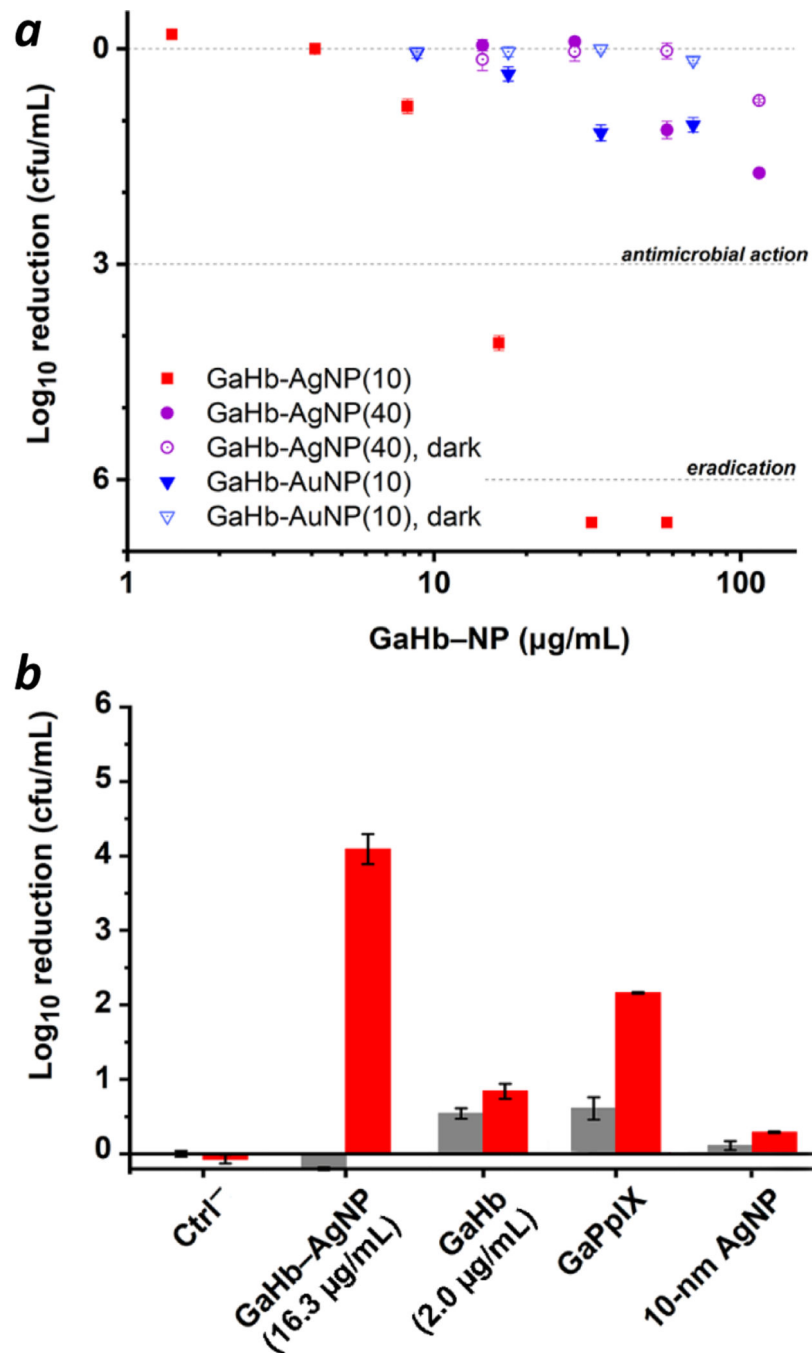 a
Log₁₀ reduction (cfu/mL)
0
3
6
antimicrobial action
eradication
GaHb-AgNP(10)
GaHb-AgNP(40)
GaHb-AgNP(40), dark
GaHb-AuNP(10)
GaHb-AuNP(10), dark
1
10
100
GaHb–NP (µg/mL)
b
Log₁₀ reduction (cfu/mL)
6
5
4
3
2
1
0
Ctrl⁻
GaHb–AgNP
(16.3 µg/mL)
GaHb
(2.0 µg/mL)
GaPpIX
10-nm AgNP